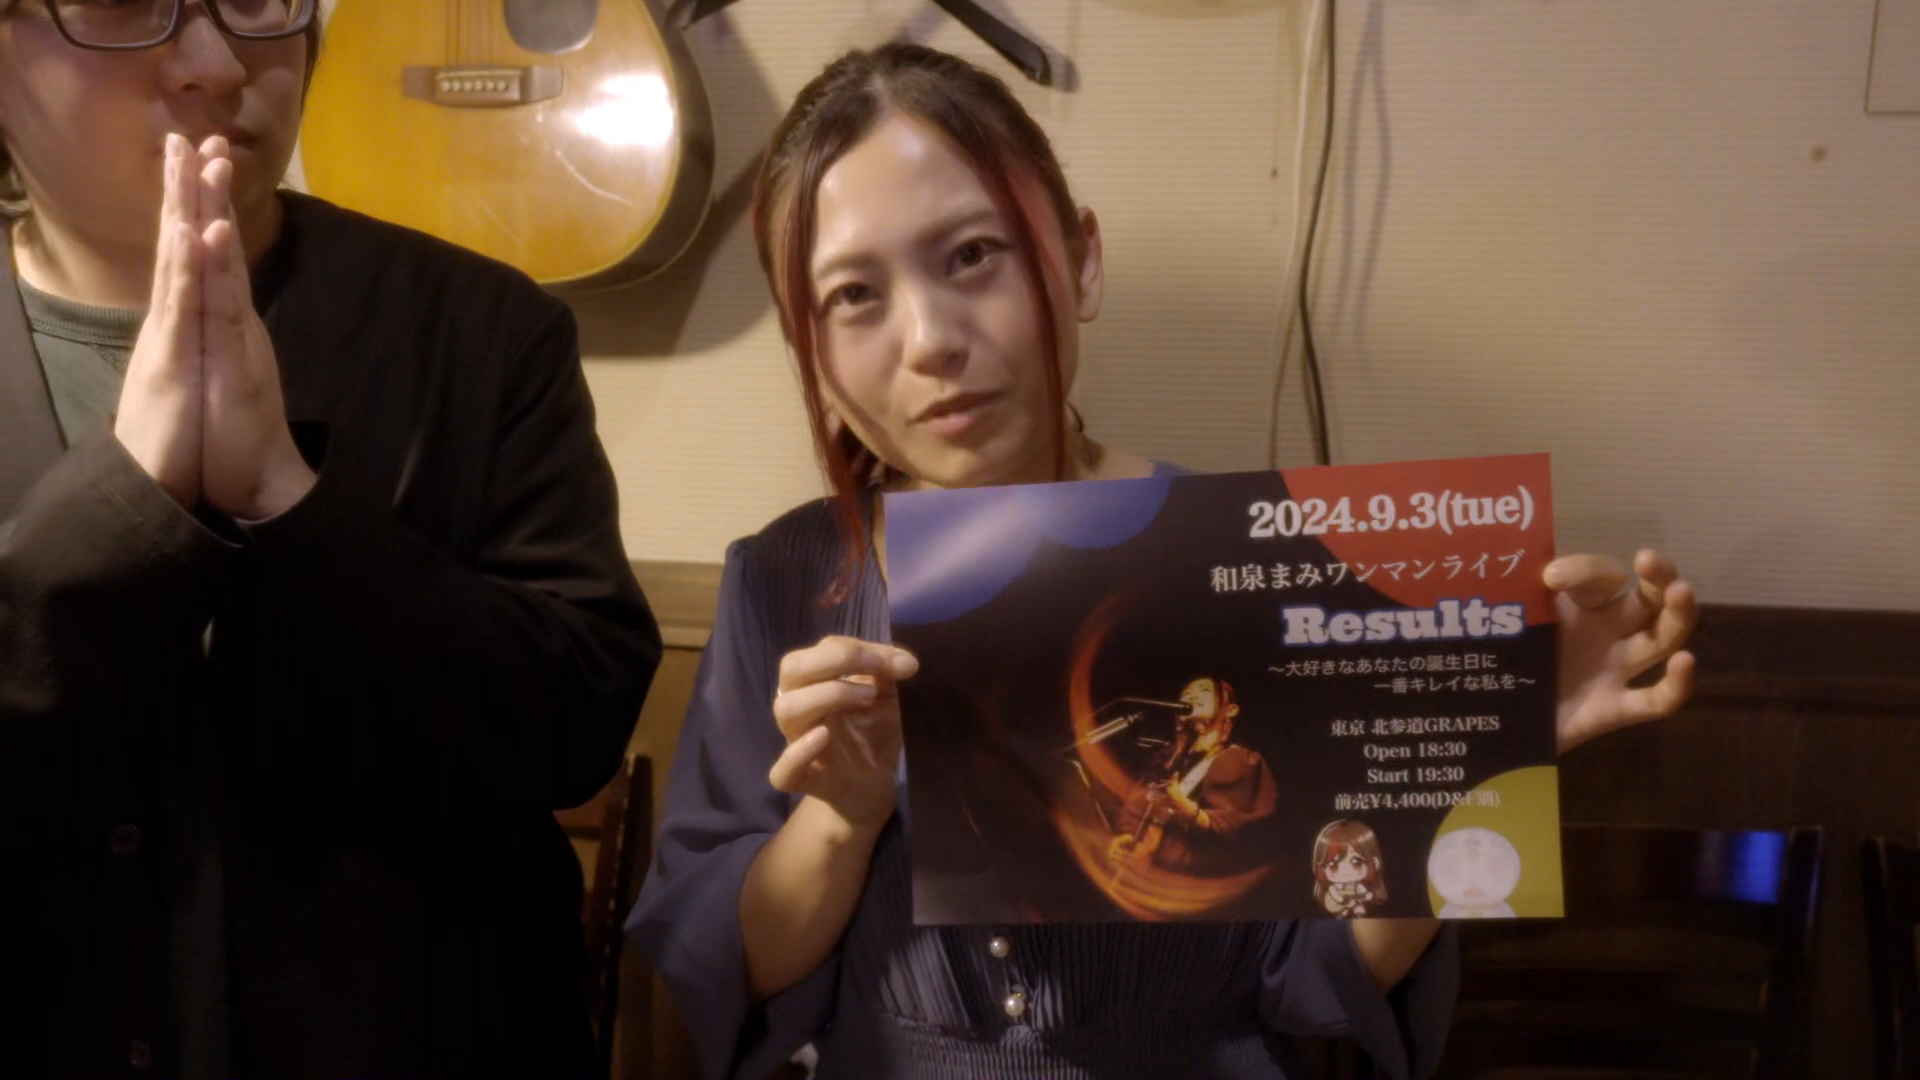 2024.9.3(tue)
和泉まみワンマンライブ
Results
～大好きなあなたの誕生日に
一番キレイな私を～
東京 北参道GRAPES
Open 18:30
Start 19:30
前売¥4,400(D&F別)